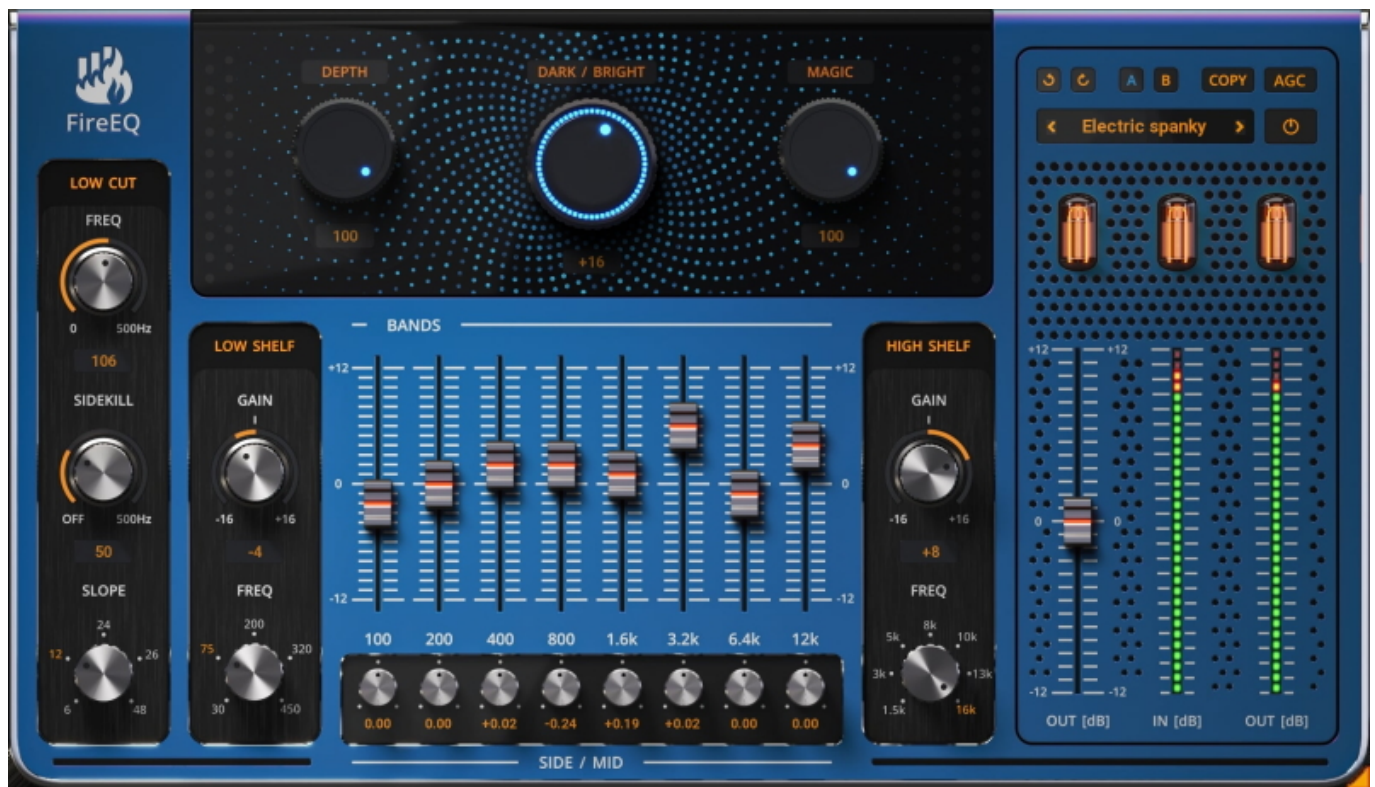 FireEQ
DEPTH
DARK / BRIGHT
MAGIC
100
+16
100
A
B
COPY
AGC
Electric spanky
LOW CUT
FREQ
0
500Hz
106
SIDEKILL
OFF
500Hz
50
SLOPE
24
12
26
6
48
LOW SHELF
GAIN
-16
+16
-4
FREQ
200
75
320
30
450
BANDS
+12
+12
0
0
-12
-12
100 200 400 800 1.6k 3.2k 6.4k 12k
0.00 0.00 +0.02 -0.24 +0.19 +0.02 0.00 0.00
SIDE / MID
HIGH SHELF
GAIN
-16
+16
+8
FREQ
8k
5k
10k
3k
13k
1.5k
16k
+12
+12
0
0
-12
-12
OUT [dB]
IN [dB]
OUT [dB]